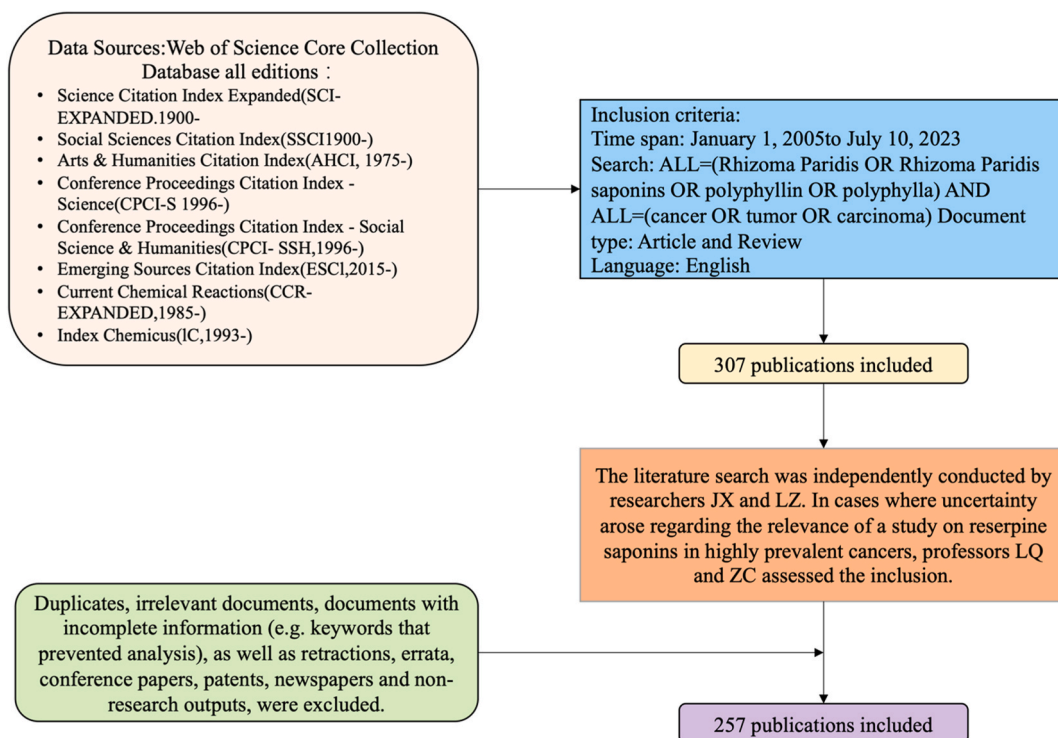 Data Sources:Web of Science Core Collection
Database all editions：
• Science Citation Index Expanded(SCI-
EXPANDED.1900-
• Social Sciences Citation Index(SSCI1900-)
• Arts & Humanities Citation Index(AHCI, 1975-)
• Conference Proceedings Citation Index -
Science(CPCI-S 1996-)
• Conference Proceedings Citation Index - Social
Science & Humanities(CPCI- SSH,1996-)
• Emerging Sources Citation Index(ESCl,2015-)
• Current Chemical Reactions(CCR-
EXPANDED,1985-)
• Index Chemicus(lC,1993-)
Inclusion criteria:
Time span: January 1, 2005to July 10, 2023
Search: ALL=(Rhizoma Paridis OR Rhizoma Paridis
saponins OR polyphyllin OR polyphylla) AND
ALL=(cancer OR tumor OR carcinoma) Document
type: Article and Review
Language: English
307 publications included
The literature search was independently conducted by
researchers JX and LZ. In cases where uncertainty
arose regarding the relevance of a study on reserpine
saponins in highly prevalent cancers, professors LQ
and ZC assessed the inclusion.
Duplicates, irrelevant documents, documents with
incomplete information (e.g. keywords that
prevented analysis), as well as retractions, errata,
conference papers, patents, newspapers and non-
research outputs, were excluded.
257 publications included